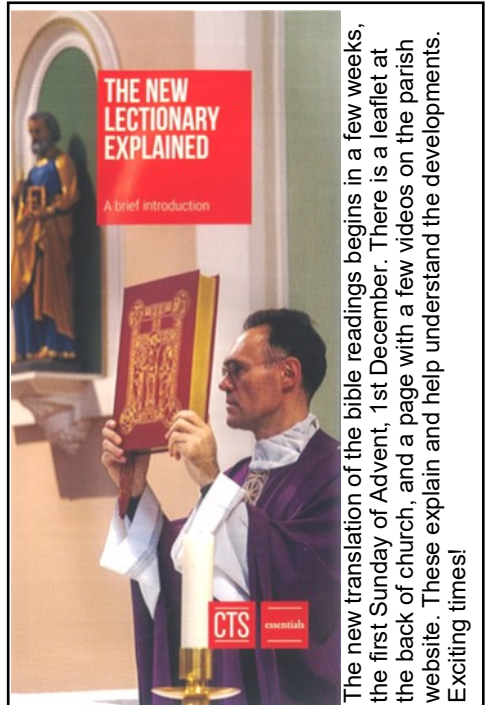 THE NEW
LECTIONARY
EXPLAINED
A brief introduction
CTS
essentials
The new translation of the bible readings begins in a few weeks,
the first Sunday of Advent, 1st December. There is a leaflet at
the back of church, and a page with a few videos on the parish
website. These explain and help understand the developments.
Exciting times!